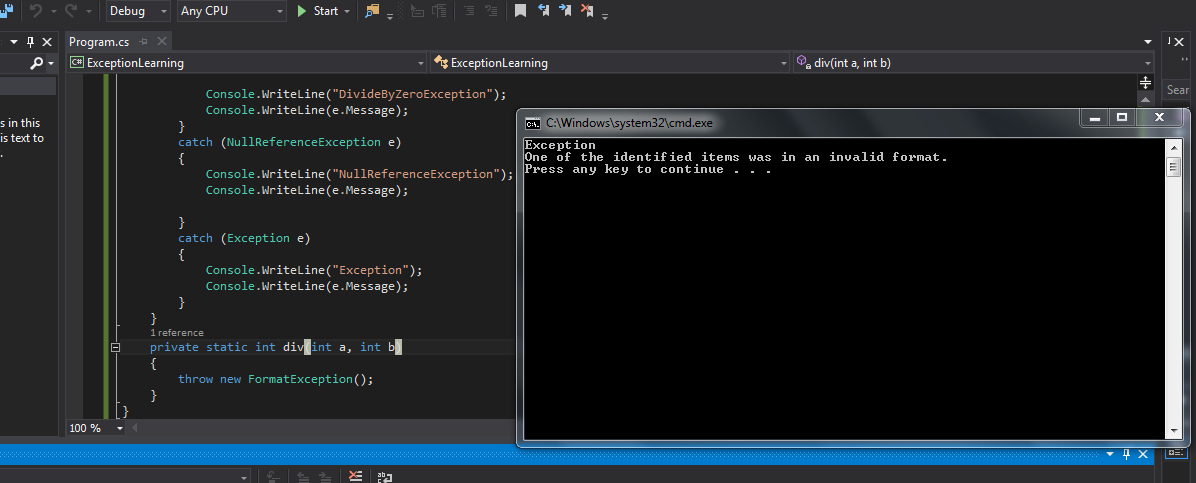 Debug
Any CPU
Start
Program.cs
ExceptionLearning
ExceptionLearning
div(int a, int b)
Sear
s in this
is text to
.
Console.WriteLine("DivideByZeroException");
Console.WriteLine(e.Message);
}
catch (NullReferenceException e)
{
Console.WriteLine("NullReferenceException");
Console.WriteLine(e.Message);
}
catch (Exception e)
{
Console.WriteLine("Exception");
Console.WriteLine(e.Message);
}
}
1 reference
private static int div(int a, int b)
{
throw new FormatException();
}
}
100 %
C:\Windows\system32\cmd.exe
Exception
One of the identified items was in an invalid format.
Press any key to continue . . .